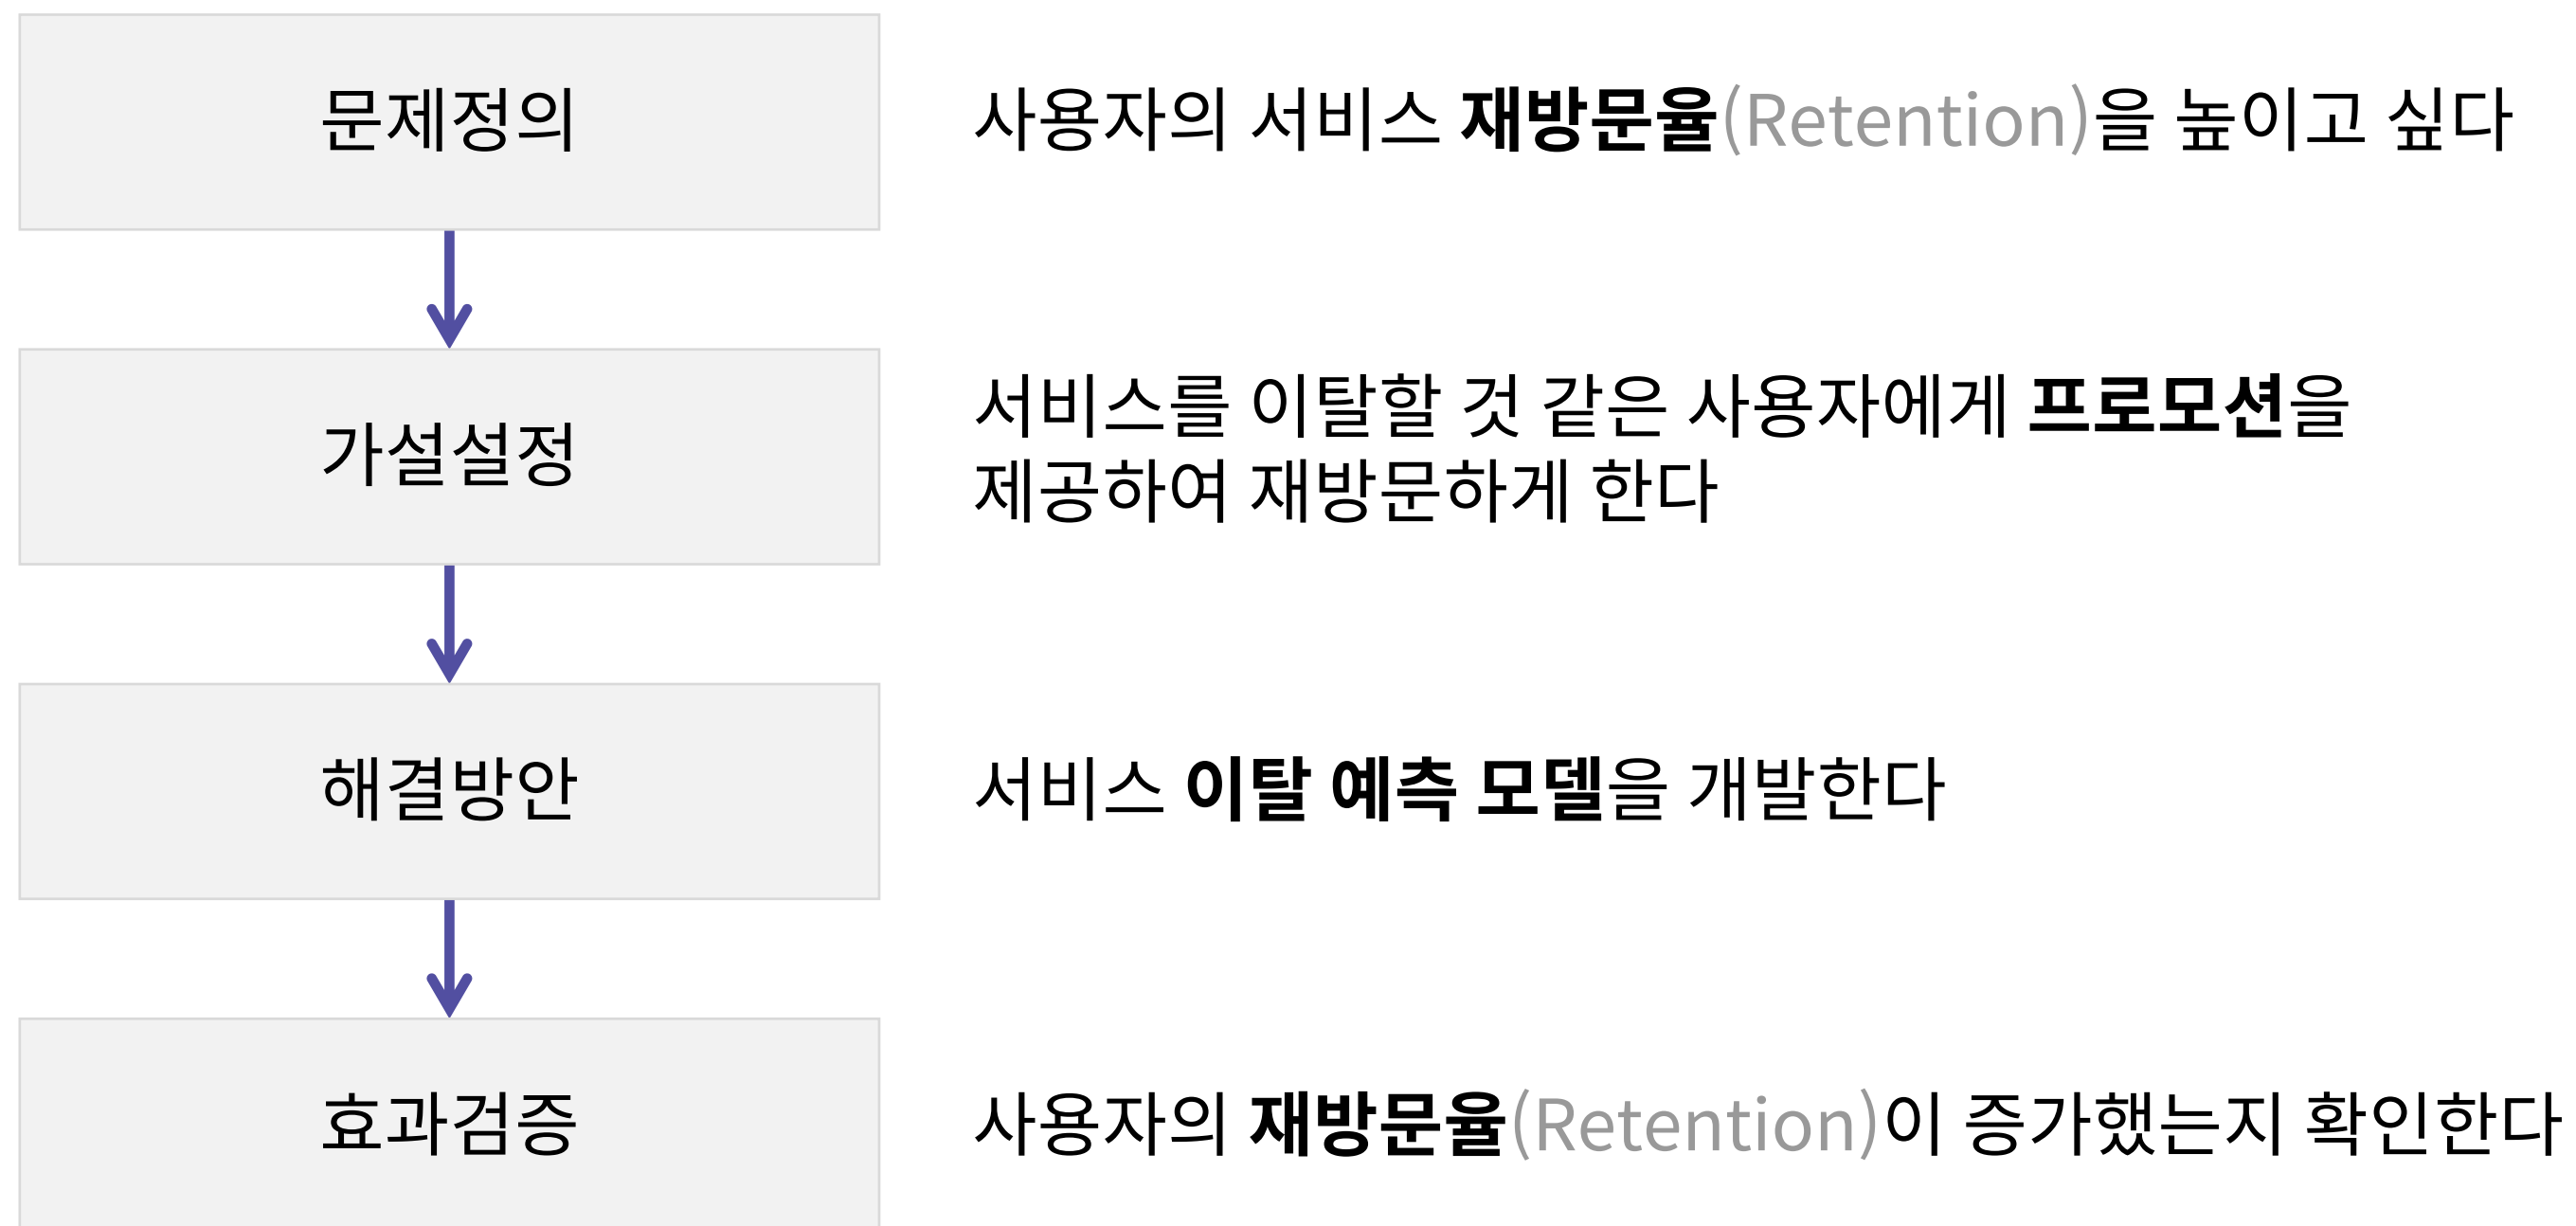 문제정의
사용자의 서비스 재방문율(Retention)을 높이고 싶다
가설설정
서비스를 이탈할 것 같은 사용자에게 프로모션을
제공하여 재방문하게 한다
해결방안
서비스 이탈 예측 모델을 개발한다
효과검증
사용자의 재방문율(Retention)이 증가했는지 확인한다